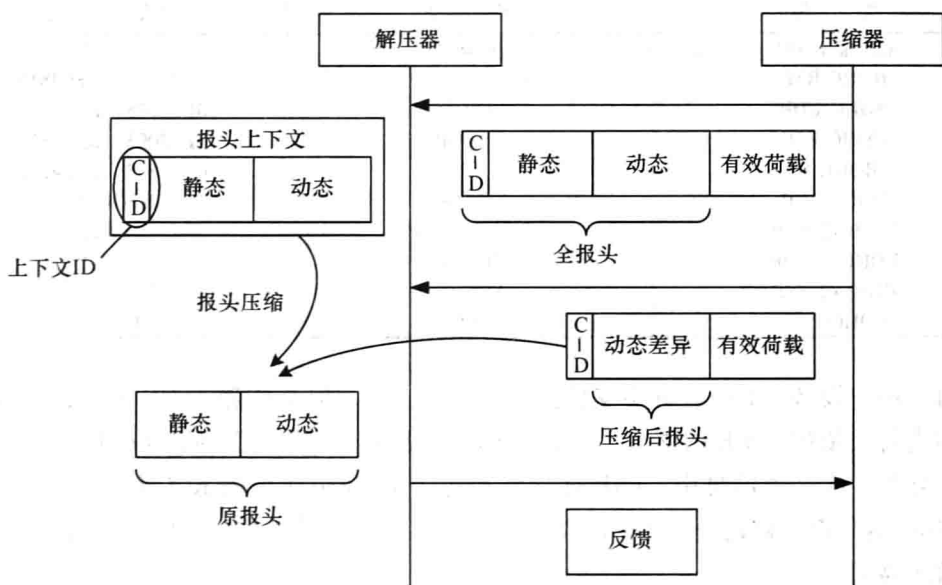 解压器
压缩器
报头上下文
C-D
静态
动态
C-D
静态
动态
有效荷载
上下文ID
全报头
报头压缩
C-D
动态差异
有效荷载
静态
动态
压缩后报头
原报头
反馈